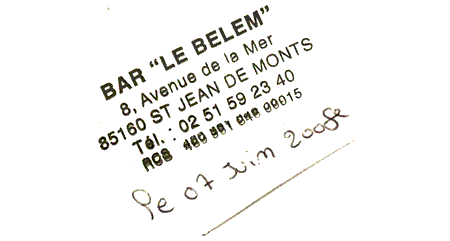 BAR "LE BELEM"
8, Avenue de la Mer
85160 ST JEAN DE MONTS
Tél. : 02 51 59 23 40
RCS 00015
Le 07 Juin 2008